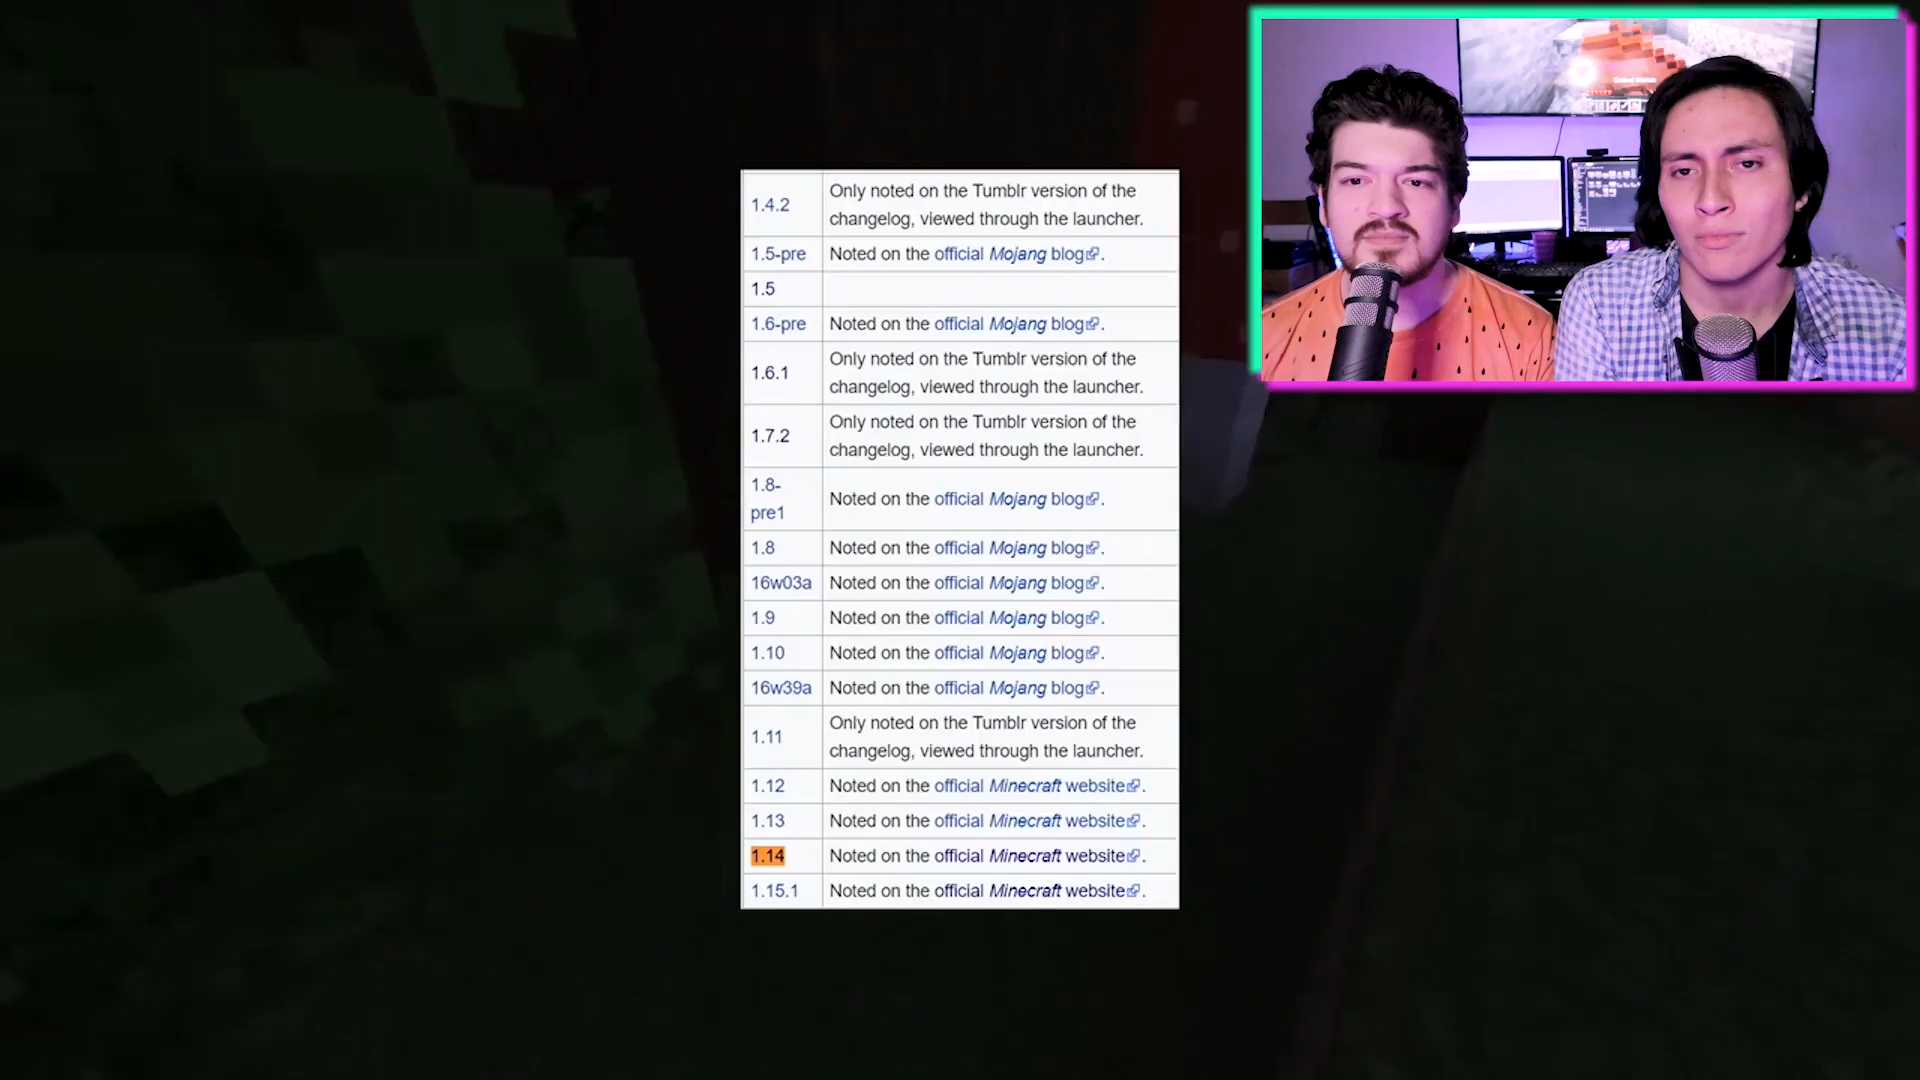 1.4.2 Only noted on the Tumblr version of the
changelog, viewed through the launcher.
1.5-pre Noted on the official Mojang blog.
1.5
1.6-pre Noted on the official Mojang blog.
1.6.1 Only noted on the Tumblr version of the
changelog, viewed through the launcher.
1.7.2 Only noted on the Tumblr version of the
changelog, viewed through the launcher.
1.8-
pre1 Noted on the official Mojang blog.
1.8 Noted on the official Mojang blog.
16w03a Noted on the official Mojang blog.
1.9 Noted on the official Mojang blog.
1.10 Noted on the official Mojang blog.
16w39a Noted on the official Mojang blog.
1.11 Only noted on the Tumblr version of the
changelog, viewed through the launcher.
1.12 Noted on the official Minecraft website.
1.13 Noted on the official Minecraft website.
1.14 Noted on the official Minecraft website.
1.15.1 Noted on the official Minecraft website.